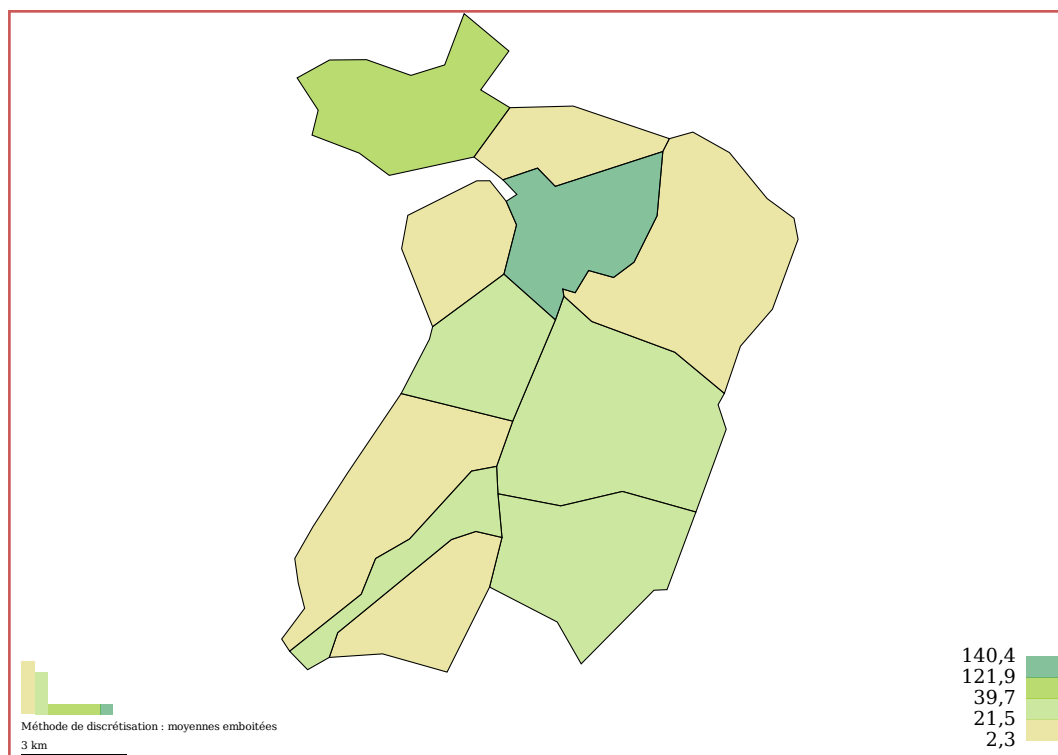 140,4
121,9
39,7
21,5
2,3
Méthode de discrétisation : moyennes emboitées
3 km